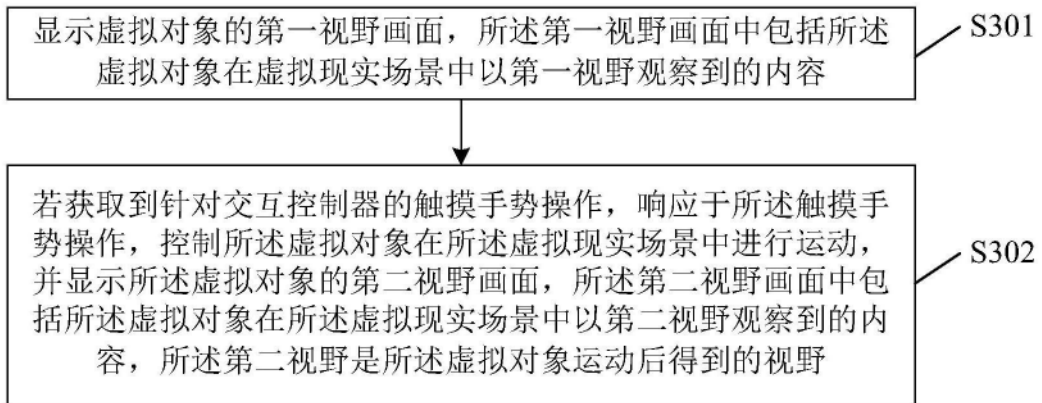 显示虚拟对象的第一视野画面，所述第一视野画面中包括所述
虚拟对象在虚拟现实场景中以第一视野观察到的内容
S301
若获取到针对交互控制器的触摸手势操作，响应于所述触摸手
势操作，控制所述虚拟对象在所述虚拟现实场景中进行运动，
并显示所述虚拟对象的第二视野画面，所述第二视野画面中包
括所述虚拟对象在所述虚拟现实场景中以第二视野观察到的内
容，所述第二视野是所述虚拟对象运动后得到的视野
S302